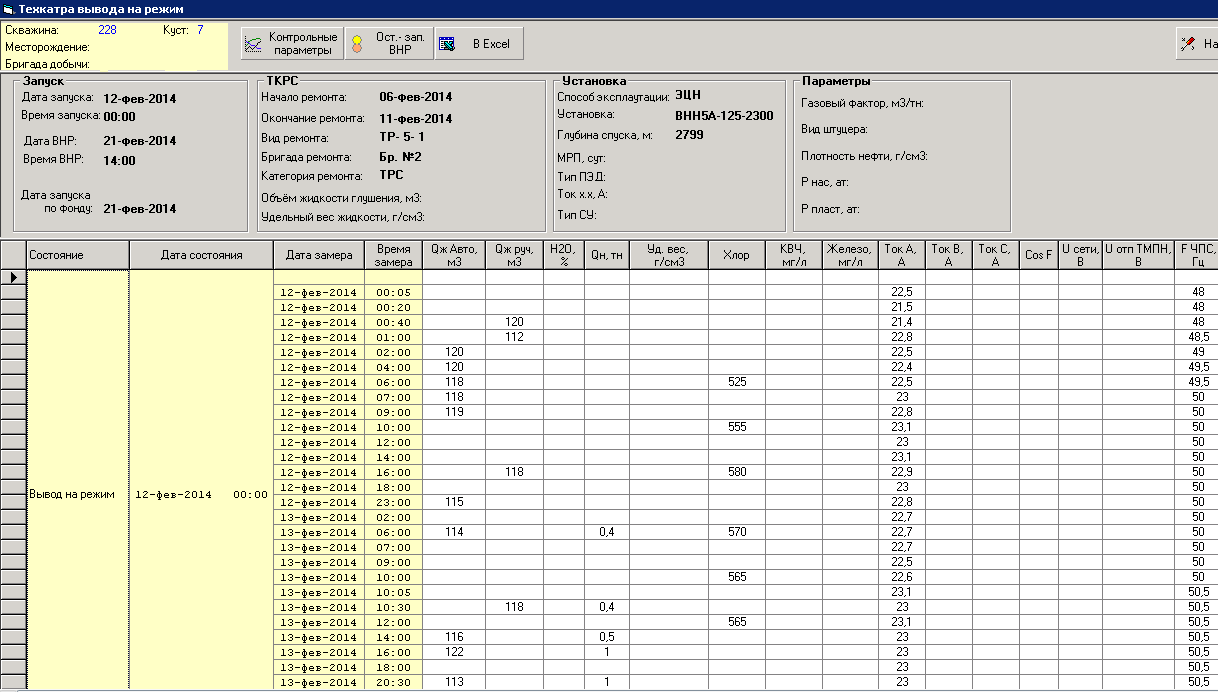 Техкатра вывода на режим
Скважина: 228 Куст: 7
Месторождение:
Бригада добычи:
Контрольные параметры
Ост.- зап. ВНР
В Excel
На
Запуск
Дата запуска: 12-фев-2014
Время запуска: 00:00
Дата ВНР: 21-фев-2014
Время ВНР: 14:00
Дата запуска
по фонду: 21-фев-2014
ТКРС
Начало ремонта: 06-фев-2014
Окончание ремонта: 11-фев-2014
Вид ремонта: ТР- 5- 1
Бригада ремонта: Бр. №2
Категория ремонта: ТРС
Объём жидкости глушения, м3:
Удельный вес жидкости, г/см3:
Установка
Способ эксплаутации: ЭЦН
Установка: ВНН5А-125-2300
Глубина спуска, м: 2799
МРП, сут:
Тип ПЭД:
Ток х.х, А:
Тип СУ:
Параметры
Газовый фактор, м3/тн:
Вид штуцера:
Плотность нефти, г/см3:
Р нас, ат:
Р пласт, ат:
Состояние Дата состояния Дата замера Время замера Qж Авто, м3 Qж руч, м3 H2O, % Qн, тн Уд. вес, г/см3 Хлор КВЧ, мг/л Железо, мг/л Ток А, А Ток В, А Ток С, А Cos F U сети, В U отп ТМПН, В F ЧПС, Гц
12-фев-2014 00:05 22,5 48
12-фев-2014 00:20 21,5 48
12-фев-2014 00:40 120 21,4 48
12-фев-2014 01:00 112 22,8 48,5
12-фев-2014 02:00 120 22,5 49
12-фев-2014 04:00 120 22,4 49,5
12-фев-2014 06:00 118 525 22,5 49,5
12-фев-2014 07:00 118 23 50
12-фев-2014 09:00 119 22,8 50
12-фев-2014 10:00 555 23,1 50
12-фев-2014 12:00 23 50
12-фев-2014 14:00 23,1 50
12-фев-2014 16:00 118 580 22,9 50
12-фев-2014 18:00 23 50
Вывод на режим 12-фев-2014 00:00
12-фев-2014 23:00 115 22,8 50
13-фев-2014 02:00 22,7 50
13-фев-2014 06:00 114 0,4 570 22,7 50
13-фев-2014 07:00 22,7 50
13-фев-2014 09:00 22,5 50
13-фев-2014 10:00 565 22,6 50
13-фев-2014 10:05 23,1 50,5
13-фев-2014 10:30 118 0,4 23 50,5
13-фев-2014 12:00 565 23,1 50,5
13-фев-2014 14:00 116 0,5 23 50,5
13-фев-2014 16:00 122 1 23 50,5
13-фев-2014 18:00 23 50,5
13-фев-2014 20:30 113 1 23 50,5